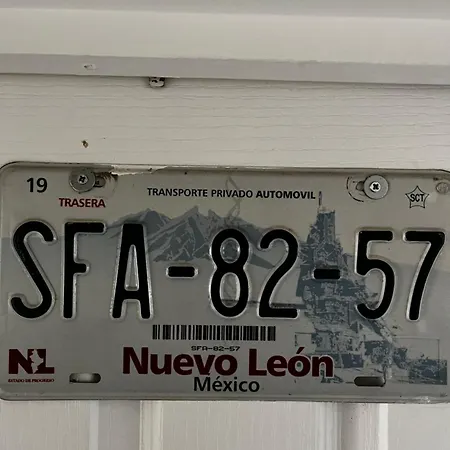 19 TRANSPORTE PRIVADO AUTOMOVIL SCT
TRASERA
SFA-82-57
SFA-82-57
NL Nuevo León
ESTADO DE PROGRESO México